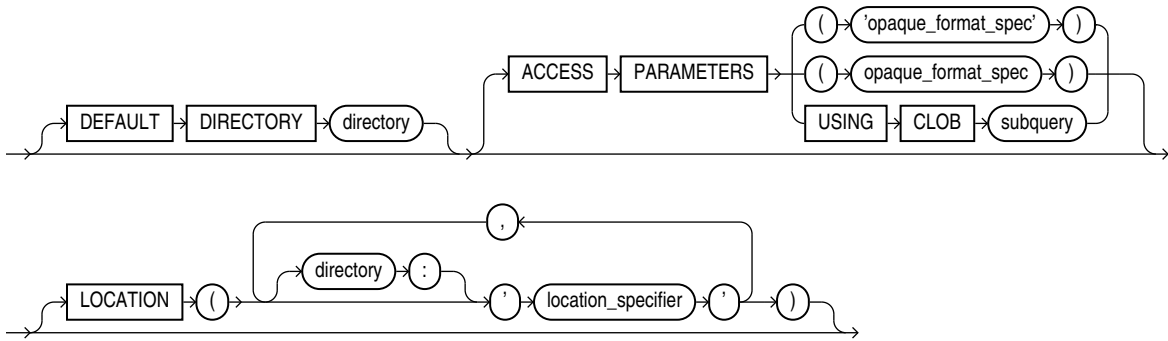 ( 'opaque_format_spec' )
ACCESS PARAMETERS ( opaque_format_spec )
DEFAULT DIRECTORY directory USING CLOB subquery
,
directory :
LOCATION ( ' location_specifier ' )